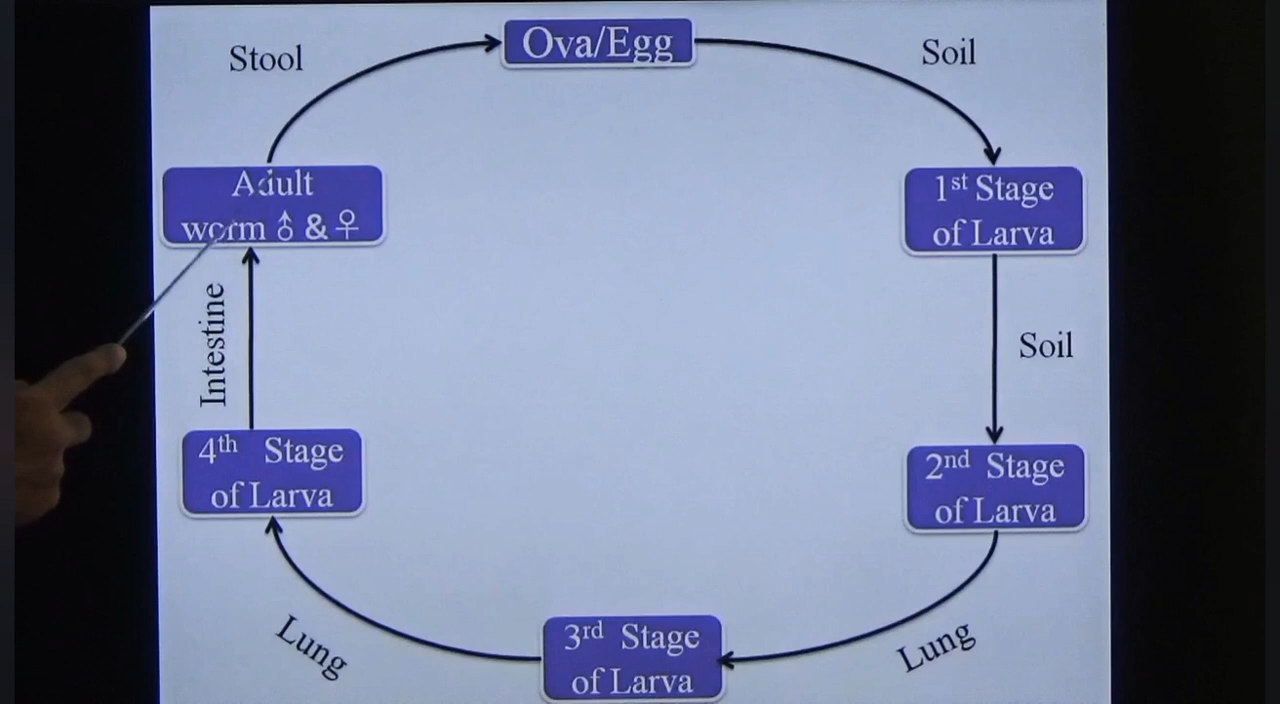 Stool
Ova/Egg
Soil
Adult
worm ♂ & ♀
1st Stage
of Larva
Intestine
Soil
4th Stage
of Larva
2nd Stage
of Larva
Lung
3rd Stage
of Larva
Lung